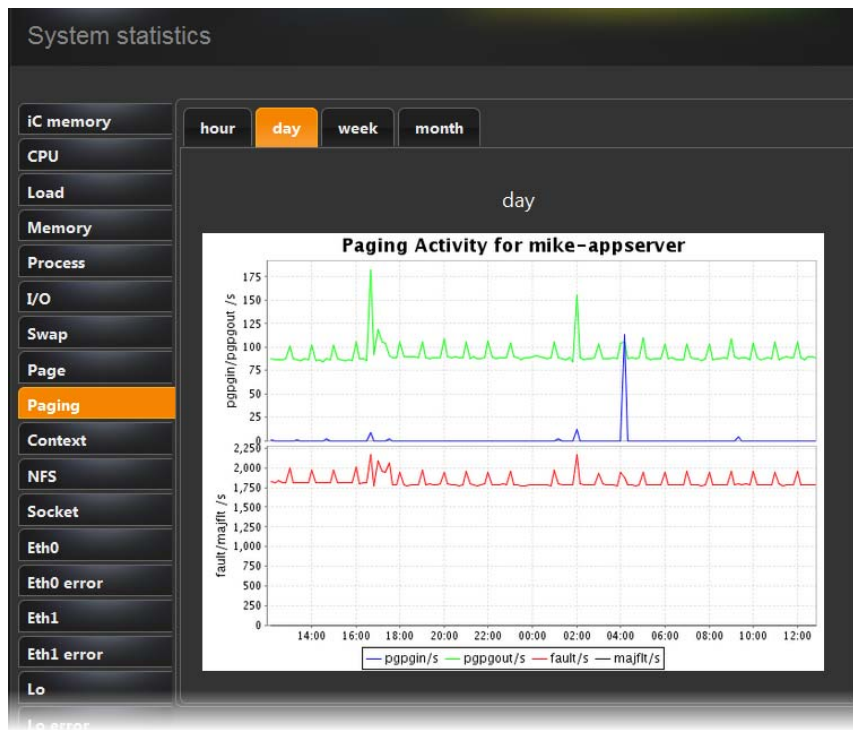 System statistics
iC memory
CPU
Load
Memory
Process
I/O
Swap
Page
Paging
Context
NFS
Socket
Eth0
Eth0 error
Eth1
Eth1 error
Lo
Lo error
hour day week month
day
Paging Activity for mike-appserver
pgpgin/pgpgout /s
175
150
125
100
75
50
25
0
fault/majflt /s
2,250
2,000
1,750
1,500
1,250
1,000
750
500
250
0
14:00 16:00 18:00 20:00 22:00 00:00 02:00 04:00 06:00 08:00 10:00 12:00
pgpgin/s pgpgout/s fault/s majflt/s